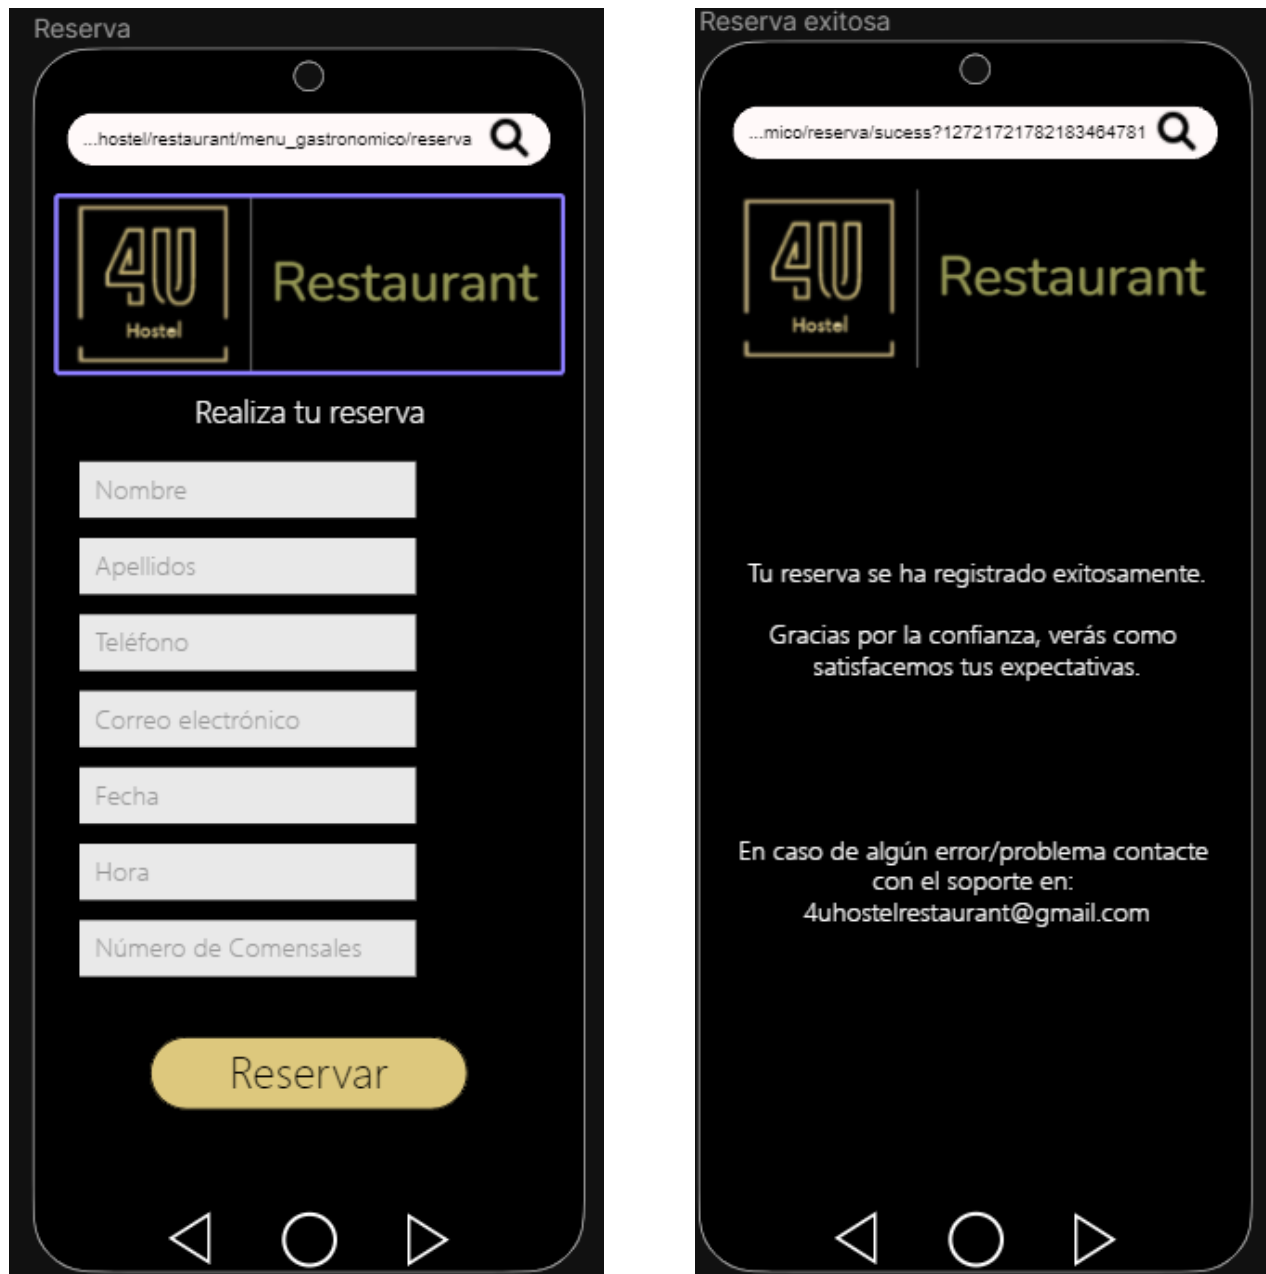 Reserva
...hostel/restaurant/menu_gastronomico/reserva
4U
Hostel
Restaurant
Realiza tu reserva
Nombre
Apellidos
Teléfono
Correo electrónico
Fecha
Hora
Número de Comensales
Reservar
Reserva exitosa
...mico/reserva/sucess?12721721782183464781
4U
Hostel
Restaurant
Tu reserva se ha registrado exitosamente.
Gracias por la confianza, verás como
satisfacemos tus expectativas.
En caso de algún error/problema contacte
con el soporte en:
4uhostelrestaurant@gmail.com